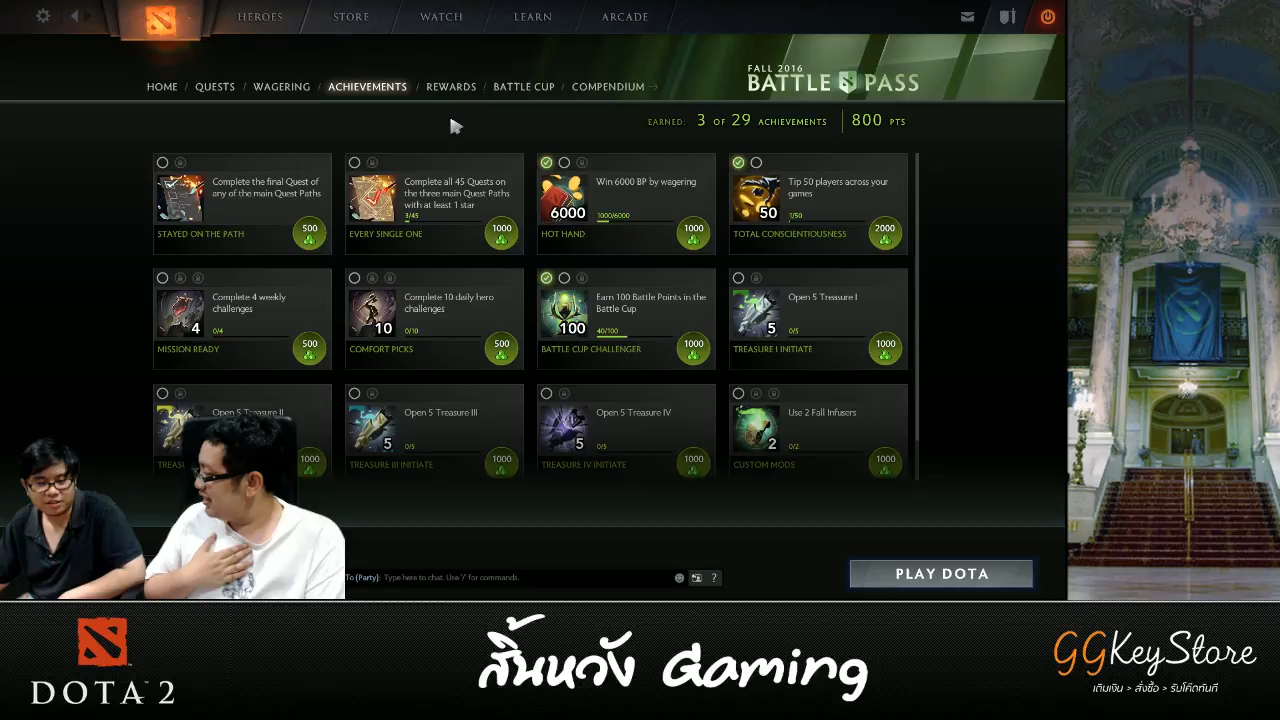 HEROES
STORE
WATCH
LEARN
ARCADE
HOME / QUESTS / WAGERING / ACHIEVEMENTS / REWARDS / BATTLE CUP / COMPENDIUM
FALL 2016
BATTLE PASS
EARNED: 3 OF 29 ACHIEVEMENTS
800 PTS
Complete the final Quest of
any of the main Quest Paths
STAYED ON THE PATH
500
Complete all 45 Quests on
the three main Quest Paths
with at least 1 star
3/45
EVERY SINGLE ONE
1000
Win 6000 BP by wagering
6000
1000/6000
HOT HAND
1000
Tip 50 players across your
games
50
1/50
TOTAL CONSCIENTIOUSNESS
2000
Complete 4 weekly
challenges
4
0/4
MISSION READY
500
Complete 10 daily hero
challenges
10
0/10
COMFORT PICKS
500
Earn 100 Battle Points in the
Battle Cup
100
40/100
BATTLE CUP CHALLENGER
1000
Open 5 Treasure I
5
0/5
TREASURE I INITIATE
1000
Open 5 Treasure II
1000
Open 5 Treasure III
5
0/5
TREASURE III INITIATE
1000
Open 5 Treasure IV
5
0/5
TREASURE IV INITIATE
1000
Use 2 Fall Infusers
2
0/2
CUSTOM MODS
1000
To (Party): Type here to chat. Use '/' for commands.
?
PLAY DOTA
DOTA 2
สิ้นหวัง Gaming
GGKeyStore
เติมเงิน > สั่งซื้อ > รับโค๊ดทันที